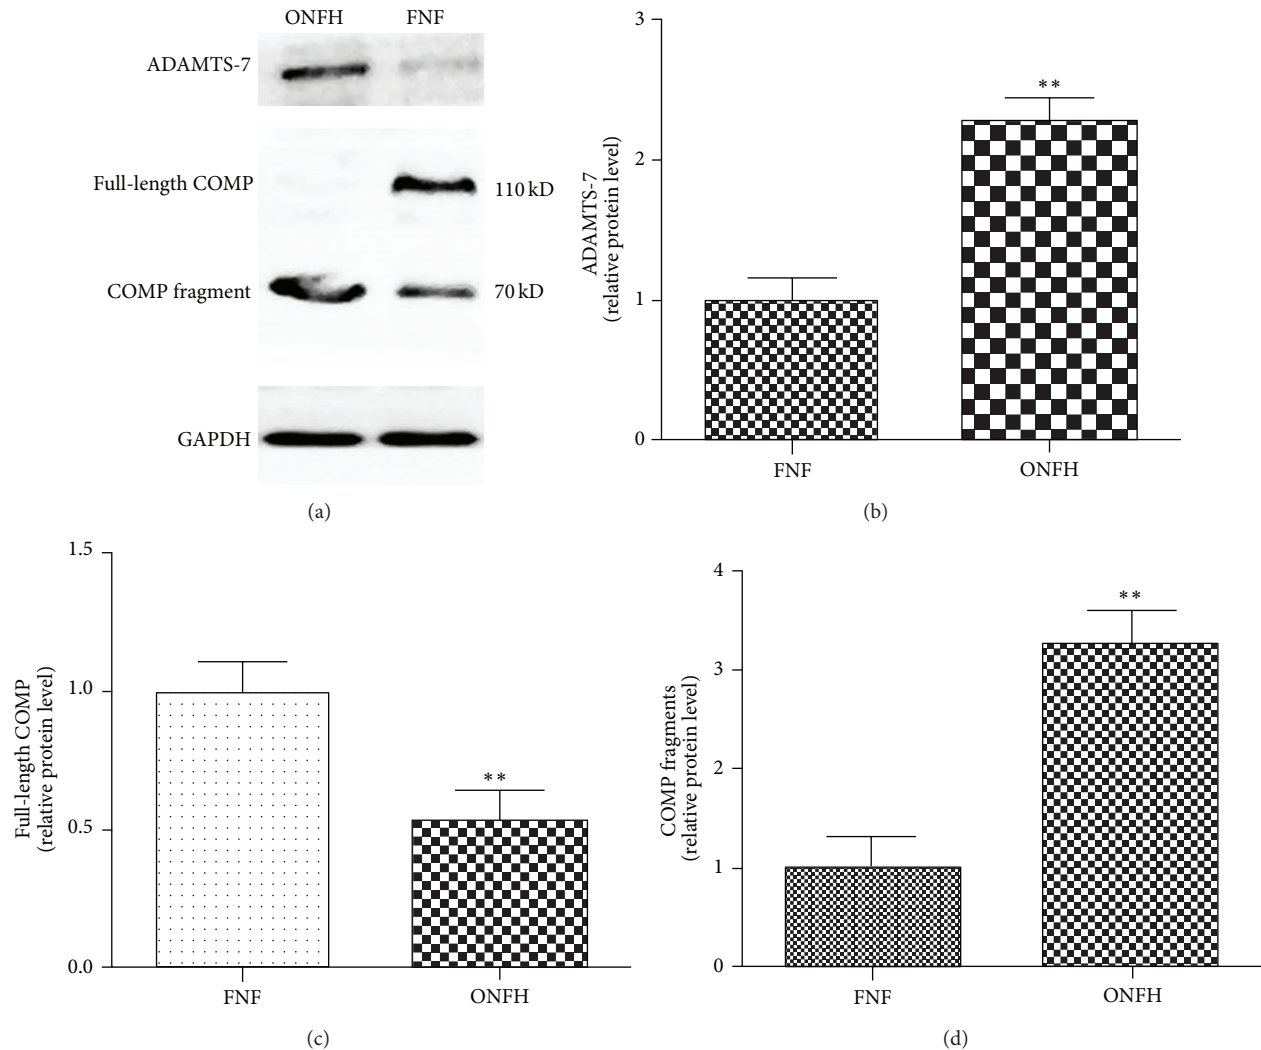 ONFH FNF
ADAMTS-7
Full-length COMP
110 kD
COMP fragment
70 kD
GAPDH
(a)
3
2
1
0
ADAMTS-7
(relative protein level)
**
FNF ONFH
(b)
1.5
1.0
0.5
0.0
Full-length COMP
(relative protein level)
**
FNF ONFH
(c)
4
3
2
1
0
COMP fragments
(relative protein level)
**
FNF ONFH
(d)